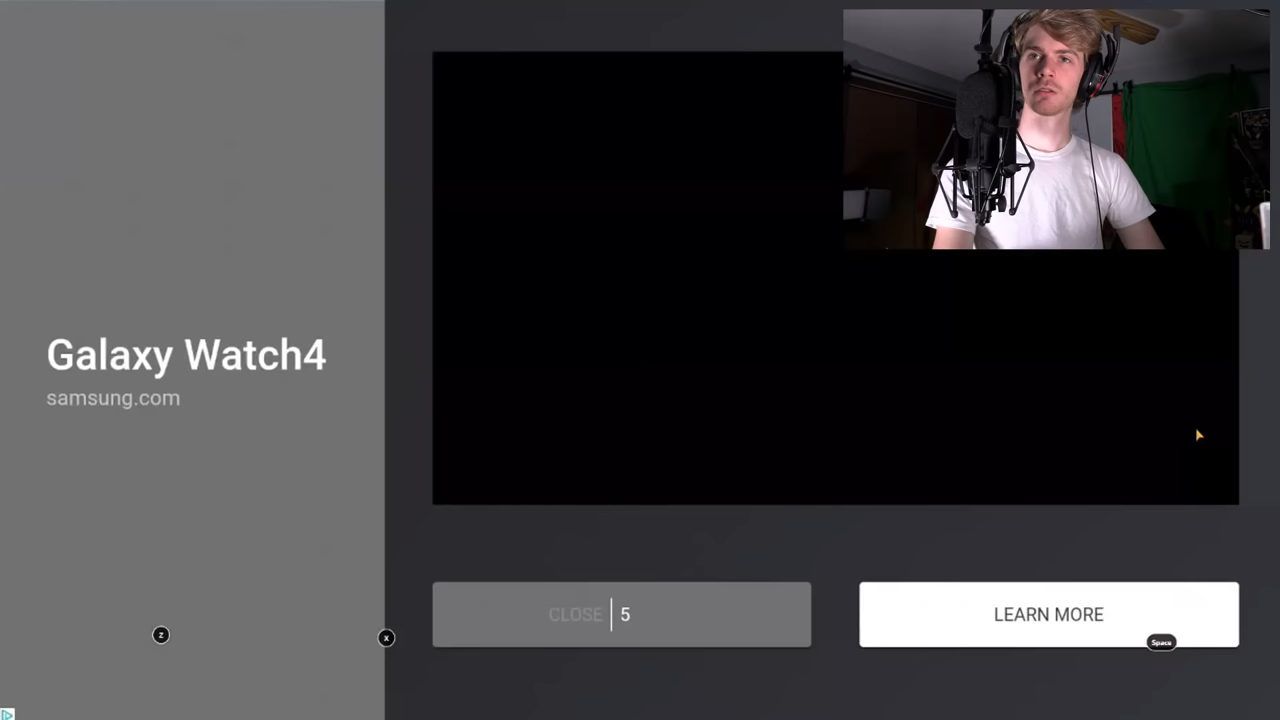 Galaxy Watch4
samsung.com
CLOSE 5
LEARN MORE
z
x
Space